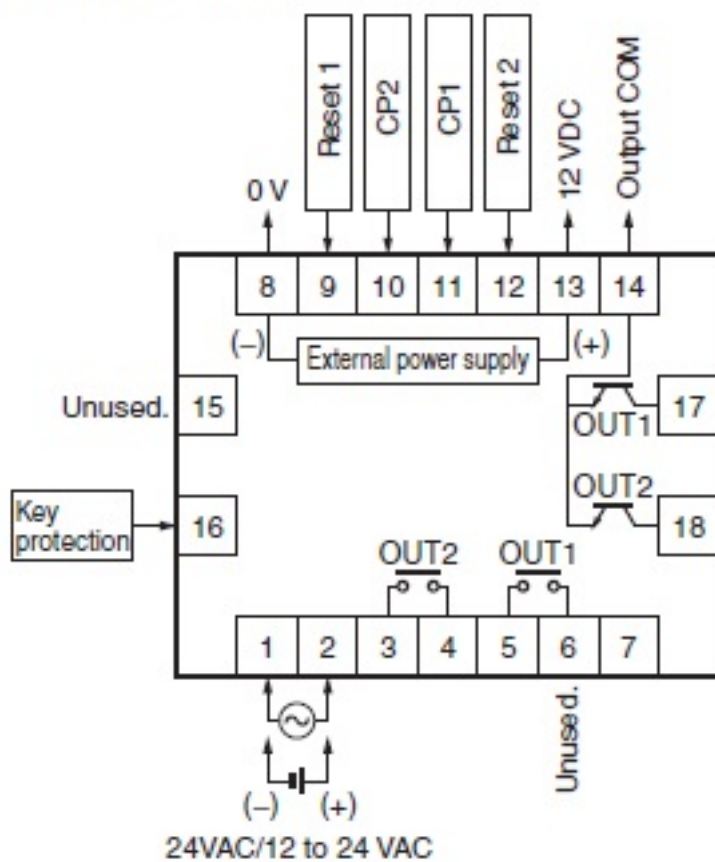 Reset 1
CP2
CP1
Reset 2
12 VDC
Output COM
0 V
8 9 10 11 12 13 14
(–) External power supply (+)
Unused. 15
17
OUT1
OUT2
Key
protection
16
18
OUT2 OUT1
1 2 3 4 5 6 7
Unused.
(–) (+)
24VAC/12 to 24 VAC